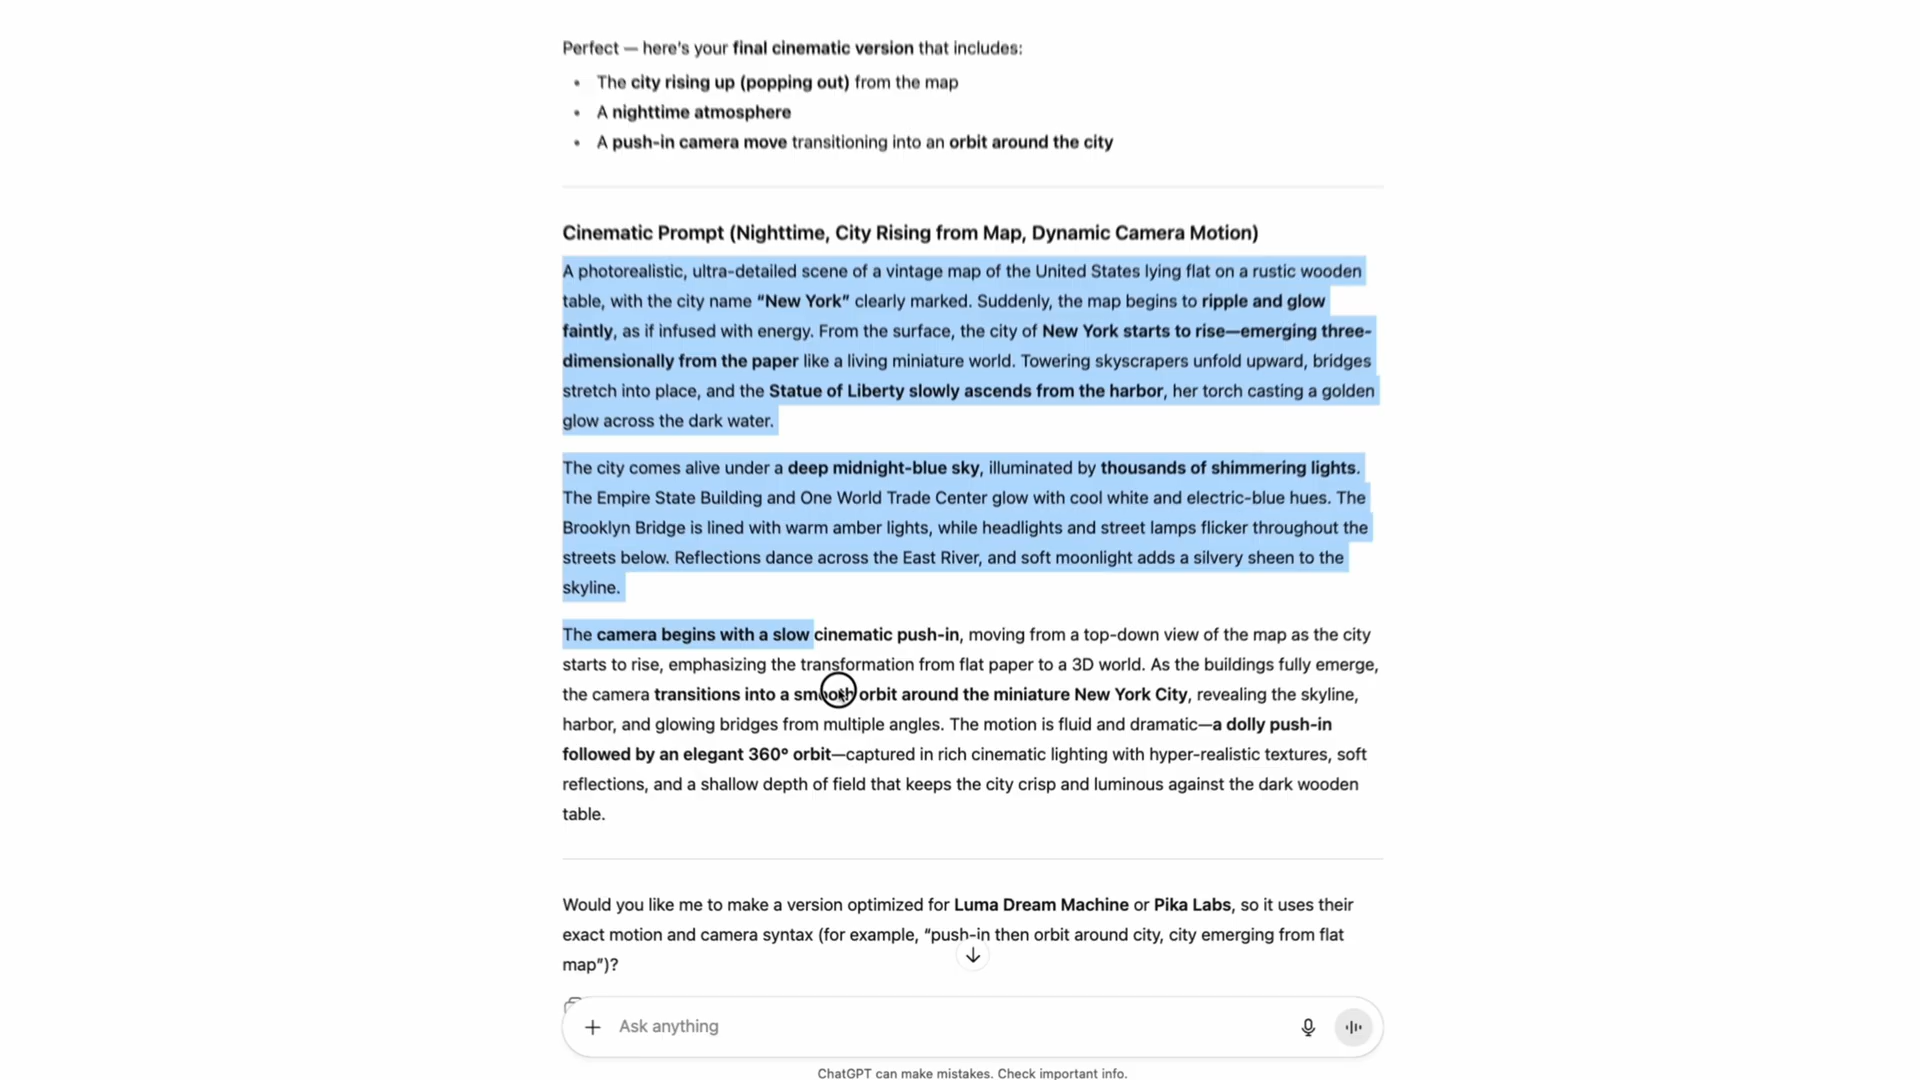 Perfect — here's your final cinematic version that includes:
• The city rising up (popping out) from the map
• A nighttime atmosphere
• A push-in camera move transitioning into an orbit around the city
Cinematic Prompt (Nighttime, City Rising from Map, Dynamic Camera Motion)
A photorealistic, ultra-detailed scene of a vintage map of the United States lying flat on a rustic wooden
table, with the city name “New York” clearly marked. Suddenly, the map begins to ripple and glow
faintly, as if infused with energy. From the surface, the city of New York starts to rise—emerging three-
dimensionally from the paper like a living miniature world. Towering skyscrapers unfold upward, bridges
stretch into place, and the Statue of Liberty slowly ascends from the harbor, her torch casting a golden
glow across the dark water.
The city comes alive under a deep midnight-blue sky, illuminated by thousands of shimmering lights.
The Empire State Building and One World Trade Center glow with cool white and electric-blue hues. The
Brooklyn Bridge is lined with warm amber lights, while headlights and street lamps flicker throughout the
streets below. Reflections dance across the East River, and soft moonlight adds a silvery sheen to the
skyline.
The camera begins with a slow cinematic push-in, moving from a top-down view of the map as the city
starts to rise, emphasizing the transformation from flat paper to a 3D world. As the buildings fully emerge,
the camera transitions into a smooth orbit around the miniature New York City, revealing the skyline,
harbor, and glowing bridges from multiple angles. The motion is fluid and dramatic—a dolly push-in
followed by an elegant 360° orbit—captured in rich cinematic lighting with hyper-realistic textures, soft
reflections, and a shallow depth of field that keeps the city crisp and luminous against the dark wooden
table.
Would you like me to make a version optimized for Luma Dream Machine or Pika Labs, so it uses their
exact motion and camera syntax (for example, “push-in then orbit around city, city emerging from flat
map”)?
Ask anything
ChatGPT can make mistakes. Check important info.